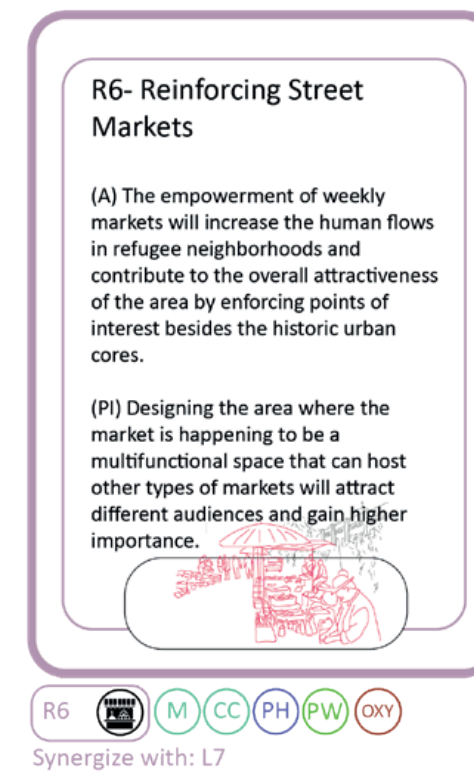 R6- Reinforcing Street
Markets
(A) The empowerment of weekly
markets will increase the human flows
in refugee neighborhoods and
contribute to the overall attractiveness
of the area by enforcing points of
interest besides the historic urban
cores.
(PI) Designing the area where the
market is happening to be a
multifunctional space that can host
other types of markets will attract
different audiences and gain higher
importance.
R6 M CC PH PW OXY
Synergize with: L7